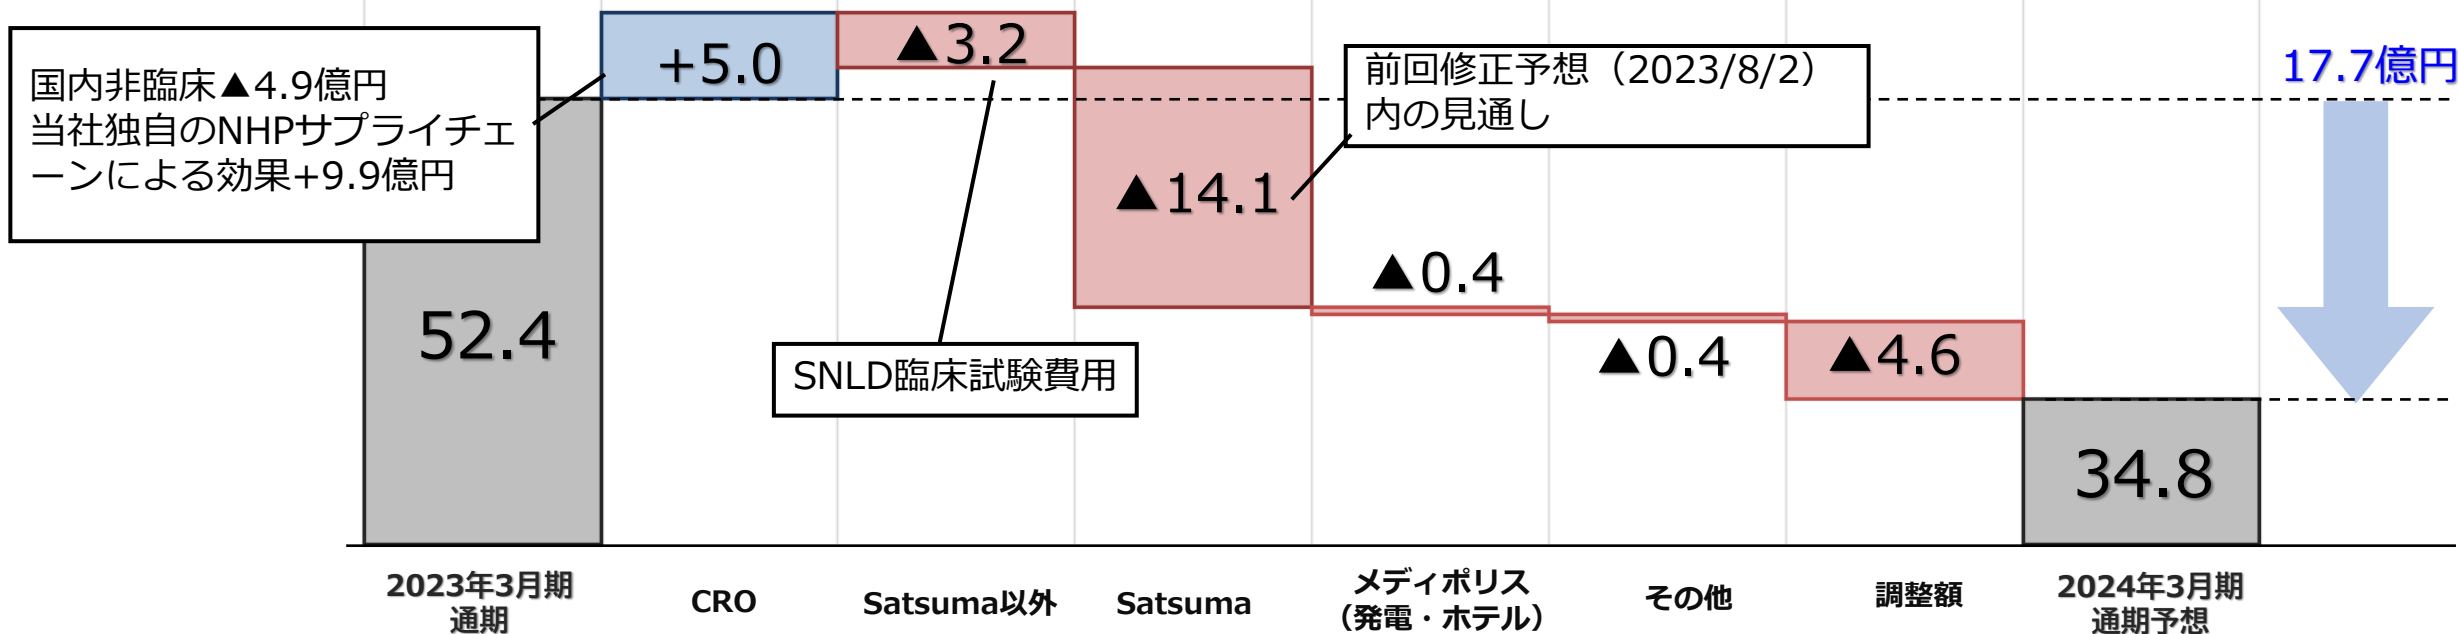 国内非臨床▲4.9億円
当社独自のNHPサプライチェ
ーンによる効果+9.9億円
+5.0
▲3.2
前回修正予想（2023/8/2）
内の見通し
17.7億円
▲14.1
▲0.4
52.4
SNLD臨床試験費用
▲0.4
▲4.6
34.8
2023年3月期
通期
CRO
Satsuma以外
Satsuma
メディポリス
（発電・ホテル）
その他
調整額
2024年3月期
通期予想